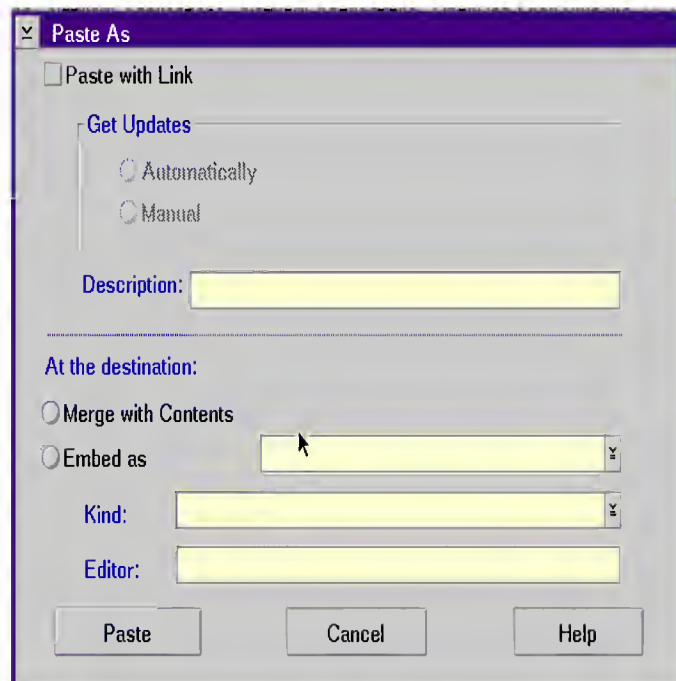 Paste As
Paste with Link
Get Updates
Automatically
Manual
Description:
At the destination:
Merge with Contents
Embed as
Kind:
Editor:
Paste Cancel Help